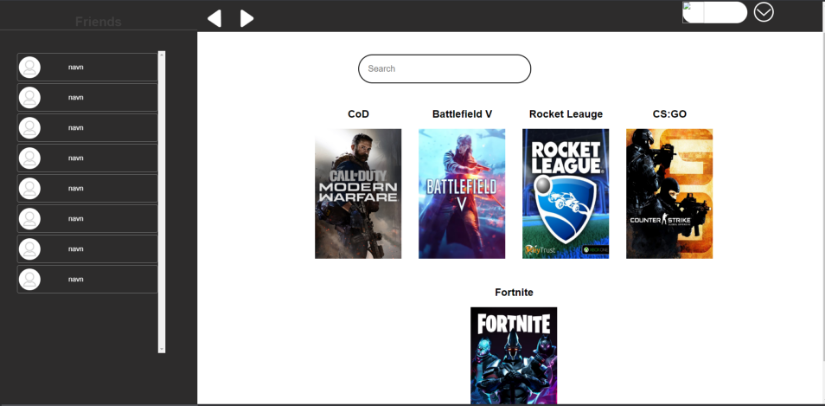 Friends
navn
navn
navn
navn
navn
navn
navn
navn
Search
CoD
Battlefield V
Rocket Leauge
CS:GO
CALL OF DUTY
MODERN
WARFARE
BATTLEFIELD
V
ROCKET
LEAGUE
COUNTER STRIKE
Fortnite
FORTNITE